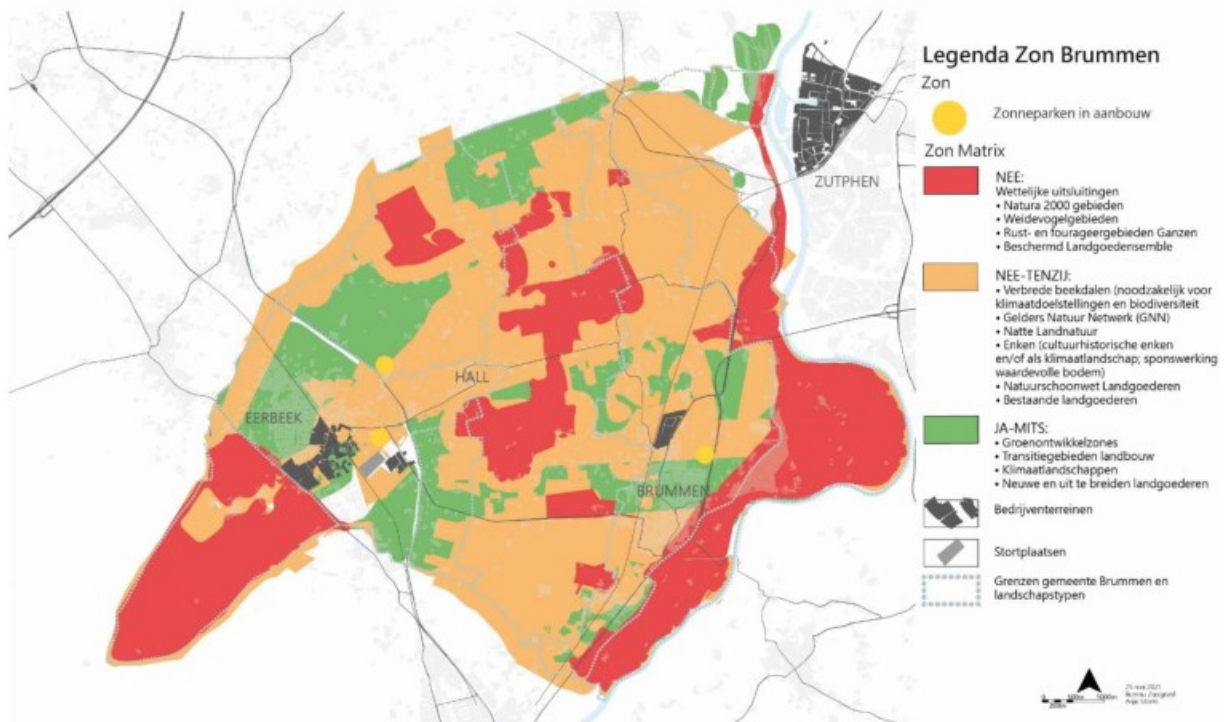 Legenda Zon Brummen
Zon
Zonneparken in aanbouw
Zon Matrix
NEE:
Wettelijke uitsluitingen
• Natura 2000 gebieden
• Weidevogelgebieden
• Rust- en fourageergebieden Ganzen
• Beschermd Landgoedensemble
NEE-TENZIJ:
• Verbrede beekdalen (noodzakelijk voor
klimaatdoelstellingen en biodiversiteit
• Gelders Natuur Netwerk (GNN)
• Natte Landnatuur
• Enken (cultuurhistorische enken
en/of als klimaatlandschap; sponswerking
waardevolle bodem)
• Natuurschoonwet Landgoederen
• Bestaande landgoederen
JA-MITS:
• Groenontwikkelzones
• Transitiegebieden landbouw
• Klimaatlandschappen
• Neuwe en uit te breiden landgoederen
Bedrijventerreinen
Stortplaatsen
Grenzen gemeente Brummen en
landschapstypen
ZUTPHEN
HALL
EERBEEK
BRUMMEN
25 mei 2021